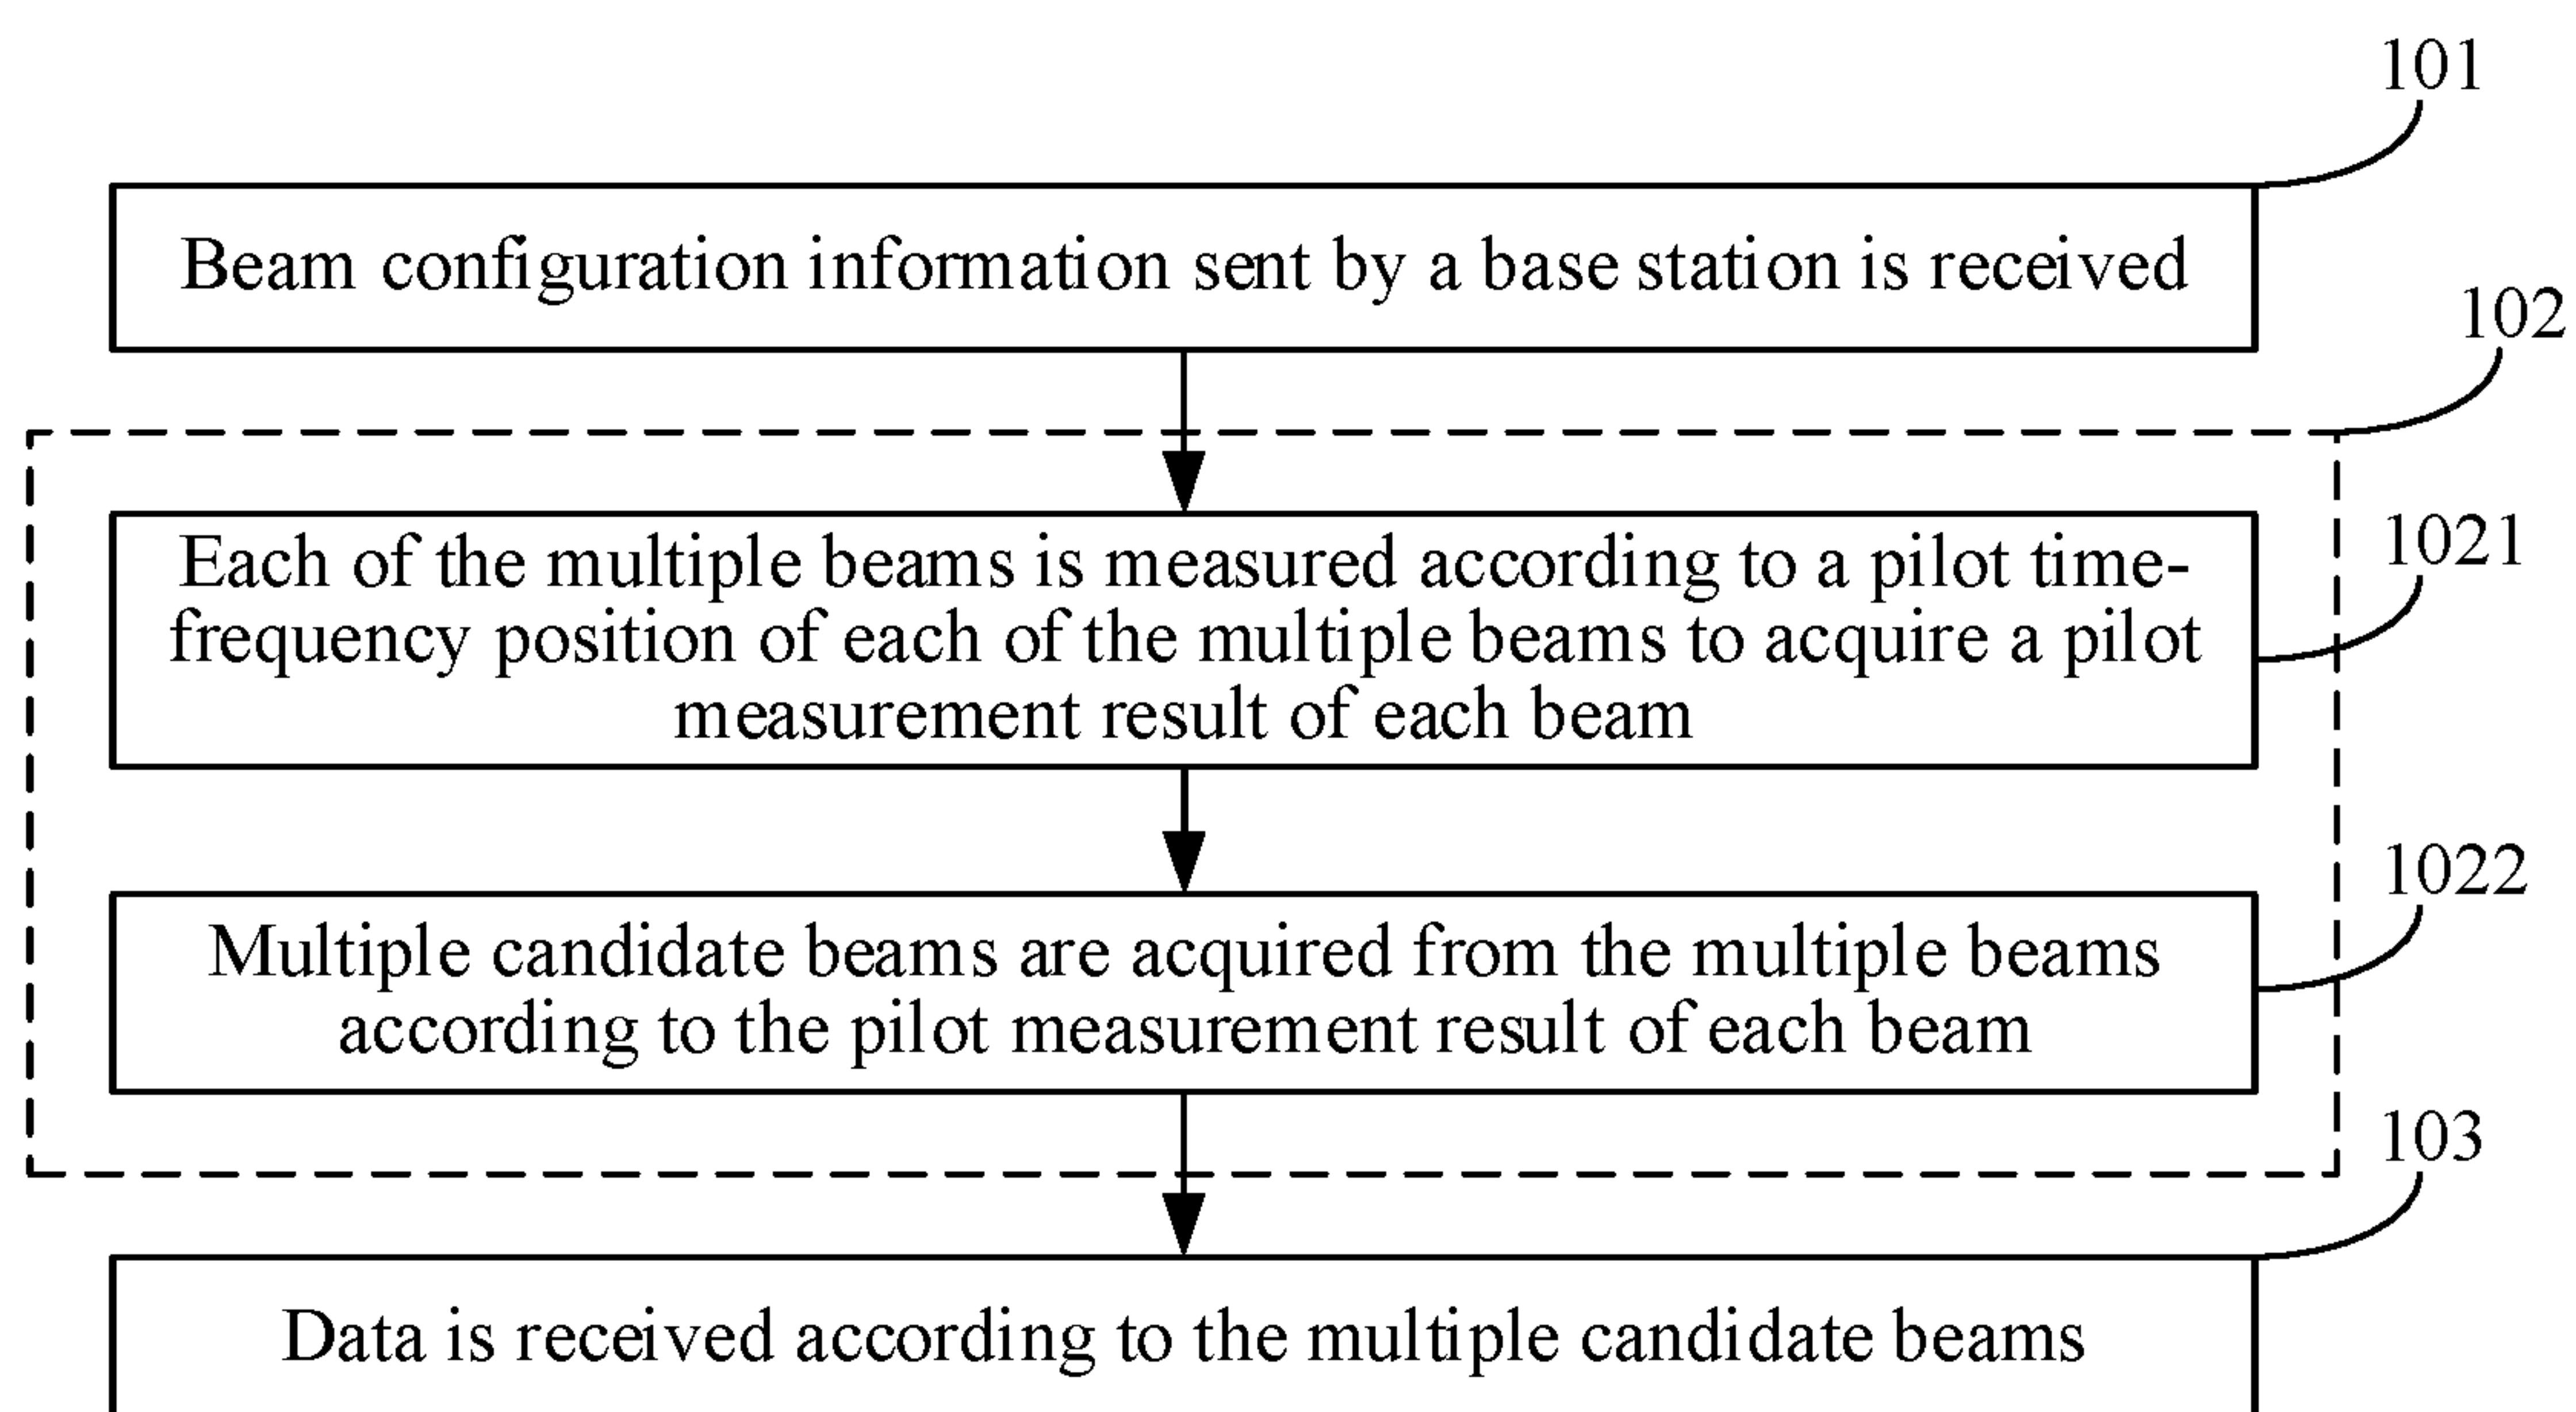 101
Beam configuration information sent by a base station is received
102
Each of the multiple beams is measured according to a pilot time-
frequency position of each of the multiple beams to acquire a pilot
measurement result of each beam
1021
Multiple candidate beams are acquired from the multiple beams
according to the pilot measurement result of each beam
1022
103
Data is received according to the multiple candidate beams